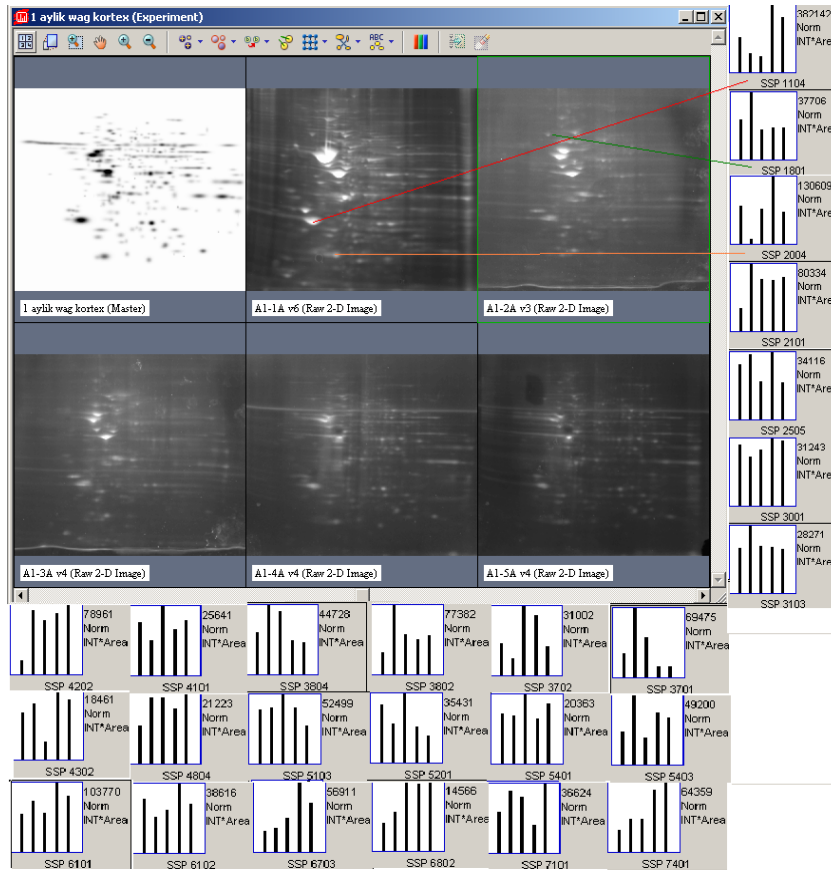 1 aylik wag kortex (Experiment)
1 aylik wag kortex (Master)
A1-1A v6 (Raw 2-D Image)
A1-2A v3 (Raw 2-D Image)
A1-3A v4 (Raw 2-D Image)
A1-4A v4 (Raw 2-D Image)
A1-5A v4 (Raw 2-D Image)
382142
Norm
INT*Area
SSP 1104
37706
Norm
INT*Area
SSP 1801
130609
Norm
INT*Area
SSP 2004
80334
Norm
INT*Area
SSP 2101
34116
Norm
INT*Area
SSP 2505
31243
Norm
INT*Area
SSP 3001
28271
Norm
INT*Area
SSP 3103
78961
Norm
INT*Area
SSP 4202
25641
Norm
INT*Area
SSP 4101
44728
Norm
INT*Area
SSP 3804
77382
Norm
INT*Area
SSP 3802
31002
Norm
INT*Area
SSP 3702
69475
Norm
INT*Area
SSP 3701
18461
Norm
INT*Area
SSP 4302
21223
Norm
INT*Area
SSP 4804
52499
Norm
INT*Area
SSP 5103
35431
Norm
INT*Area
SSP 5201
20363
Norm
INT*Area
SSP 5401
49200
Norm
INT*Area
SSP 5403
103770
Norm
INT*Area
SSP 6101
38616
Norm
INT*Area
SSP 6102
56911
Norm
INT*Area
SSP 6703
14566
Norm
INT*Area
SSP 6802
36624
Norm
INT*Area
SSP 7101
64359
Norm
INT*Area
SSP 7401